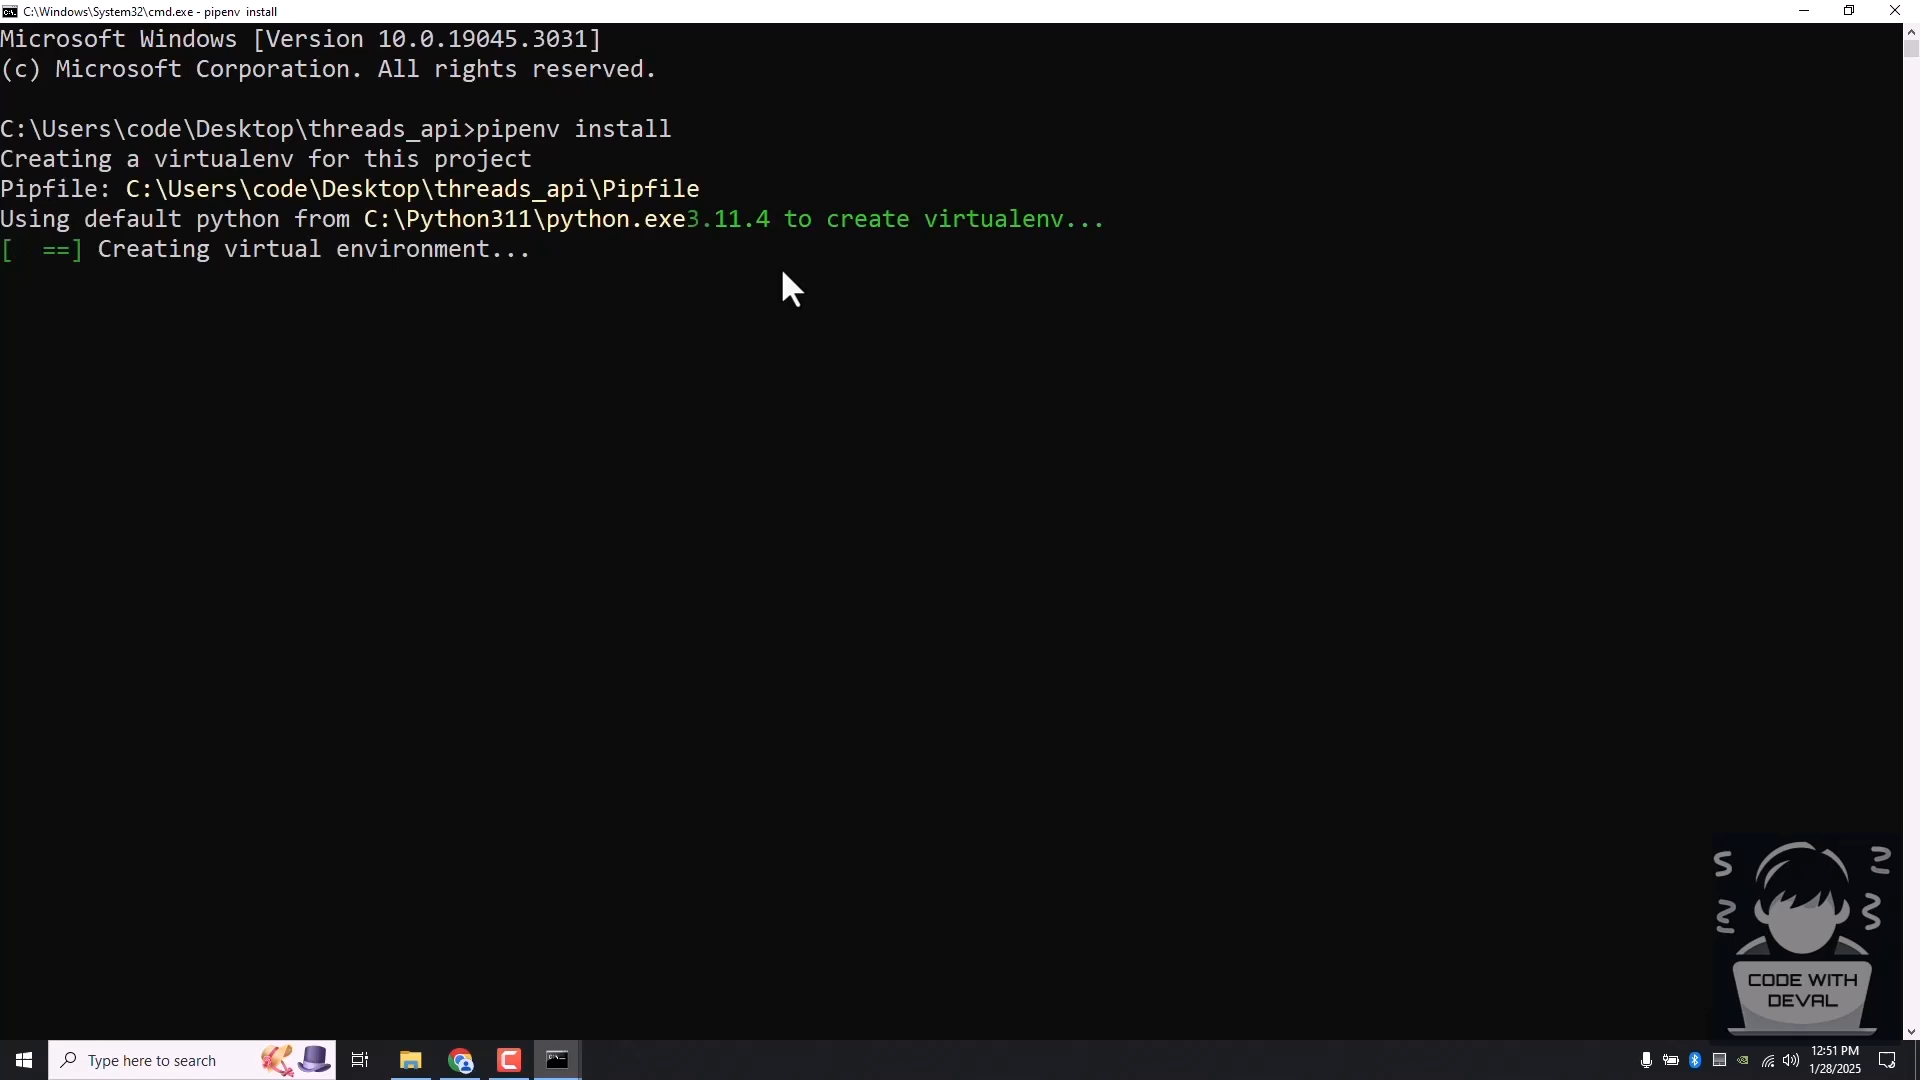 C:\Windows\System32\cmd.exe - pipenv  install
Microsoft Windows [Version 10.0.19045.3031]
(c) Microsoft Corporation. All rights reserved.
C:\Users\code\Desktop\threads_api>pipenv install
Creating a virtualenv for this project
Pipfile: C:\Users\code\Desktop\threads_api\Pipfile
Using default python from C:\Python311\python.exe3.11.4 to create virtualenv...
[  ==] Creating virtual environment...
CODE WITH
DEVAL
Type here to search
12:51 PM
1/28/2025